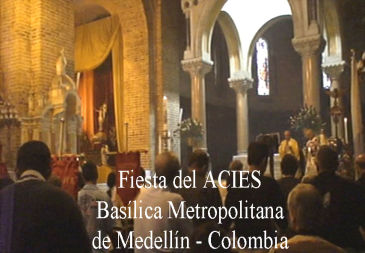 Fiesta del ACIES
Basílica Metropolitana
de Medellín - Colombia